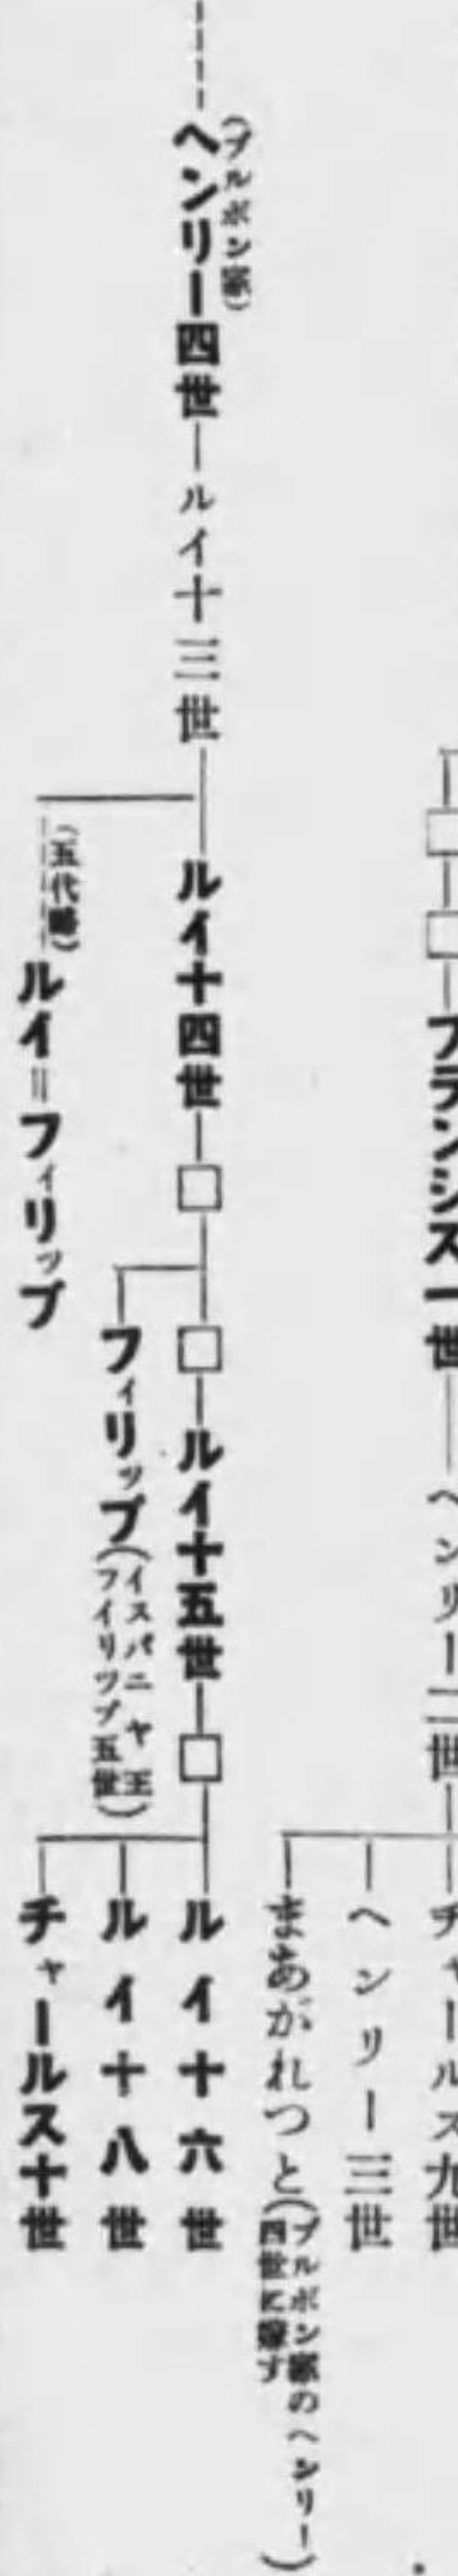 フランシス一世
ヘンリー二世
チャールス九世
ヘンリー三世
まあがれつと(ブルボン家のヘンリー
四世に嫁す)
(ブルボン家)
ヘンリー四世
ルイ十三世
ルイ十四世
□
□
ルイ十五世
□
ルイ十六世
フィリップ(イスパニヤ王
フイリツプ五世)
ルイ十八世
(五代略)
ルイ=フィリップ
チャールス十世